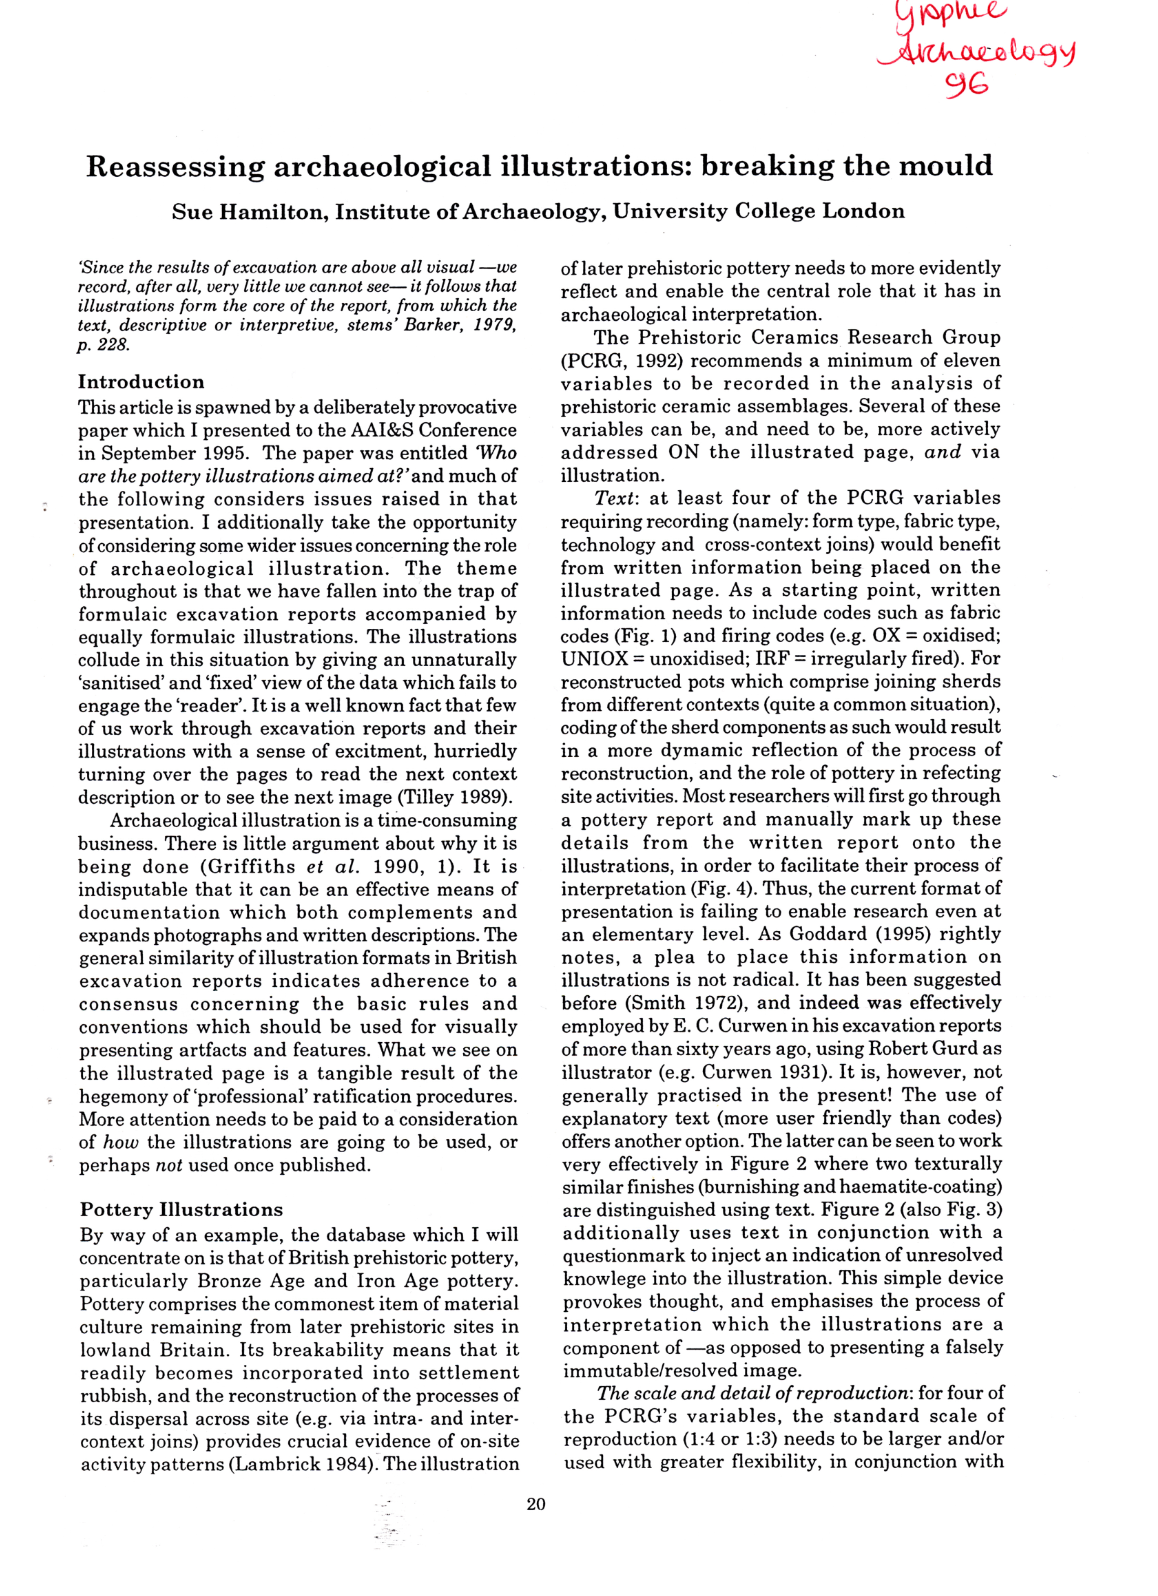 Graphic
Archaeology
96
Reassessing archaeological illustrations: breaking the mould
Sue Hamilton, Institute of Archaeology, University College London
‘Since the results of excavation are above all visual —we
record, after all, very little we cannot see— it follows that
illustrations form the core of the report, from which the
text, descriptive or interpretive, stems’ Barker, 1979,
p. 228.
Introduction
This article is spawned by a deliberately provocative
paper which I presented to the AAI&S Conference
in September 1995. The paper was entitled ‘Who
are the pottery illustrations aimed at?’ and much of
the following considers issues raised in that
presentation. I additionally take the opportunity
of considering some wider issues concerning the role
of archaeological illustration. The theme
throughout is that we have fallen into the trap of
formulaic excavation reports accompanied by
equally formulaic illustrations. The illustrations
collude in this situation by giving an unnaturally
‘sanitised’ and ‘fixed’ view of the data which fails to
engage the ‘reader’. It is a well known fact that few
of us work through excavation reports and their
illustrations with a sense of excitment, hurriedly
turning over the pages to read the next context
description or to see the next image (Tilley 1989).
Archaeological illustration is a time-consuming
business. There is little argument about why it is
being done (Griffiths et al. 1990, 1). It is
indisputable that it can be an effective means of
documentation which both complements and
expands photographs and written descriptions. The
general similarity of illustration formats in British
excavation reports indicates adherence to a
consensus concerning the basic rules and
conventions which should be used for visually
presenting artfacts and features. What we see on
the illustrated page is a tangible result of the
hegemony of ‘professional’ ratification procedures.
More attention needs to be paid to a consideration
of how the illustrations are going to be used, or
perhaps not used once published.
Pottery Illustrations
By way of an example, the database which I will
concentrate on is that of British prehistoric pottery,
particularly Bronze Age and Iron Age pottery.
Pottery comprises the commonest item of material
culture remaining from later prehistoric sites in
lowland Britain. Its breakability means that it
readily becomes incorporated into settlement
rubbish, and the reconstruction of the processes of
its dispersal across site (e.g. via intra- and inter-
context joins) provides crucial evidence of on-site
activity patterns (Lambrick 1984). The illustration
of later prehistoric pottery needs to more evidently
reflect and enable the central role that it has in
archaeological interpretation.
The Prehistoric Ceramics Research Group
(PCRG, 1992) recommends a minimum of eleven
variables to be recorded in the analysis of
prehistoric ceramic assemblages. Several of these
variables can be, and need to be, more actively
addressed ON the illustrated page, and via
illustration.
Text: at least four of the PCRG variables
requiring recording (namely: form type, fabric type,
technology and cross-context joins) would benefit
from written information being placed on the
illustrated page. As a starting point, written
information needs to include codes such as fabric
codes (Fig. 1) and firing codes (e.g. OX = oxidised;
UNIOX = unoxidised; IRF = irregularly fired). For
reconstructed pots which comprise joining sherds
from different contexts (quite a common situation),
coding of the sherd components as such would result
in a more dymamic reflection of the process of
reconstruction, and the role of pottery in refecting
site activities. Most researchers will first go through
a pottery report and manually mark up these
details from the written report onto the
illustrations, in order to facilitate their process of
interpretation (Fig. 4). Thus, the current format of
presentation is failing to enable research even at
an elementary level. As Goddard (1995) rightly
notes, a plea to place this information on
illustrations is not radical. It has been suggested
before (Smith 1972), and indeed was effectively
employed by E. C. Curwen in his excavation reports
of more than sixty years ago, using Robert Gurd as
illustrator (e.g. Curwen 1931). It is, however, not
generally practised in the present! The use of
explanatory text (more user friendly than codes)
offers another option. The latter can be seen to work
very effectively in Figure 2 where two texturally
similar finishes (burnishing and haematite-coating)
are distinguished using text. Figure 2 (also Fig. 3)
additionally uses text in conjunction with a
questionmark to inject an indication of unresolved
knowlege into the illustration. This simple device
provokes thought, and emphasises the process of
interpretation which the illustrations are a
component of —as opposed to presenting a falsely
immutable/resolved image.
The scale and detail of reproduction: for four of
the PCRG’s variables, the standard scale of
reproduction (1:4 or 1:3) needs to be larger and/or
used with greater flexibility, in conjunction with
20